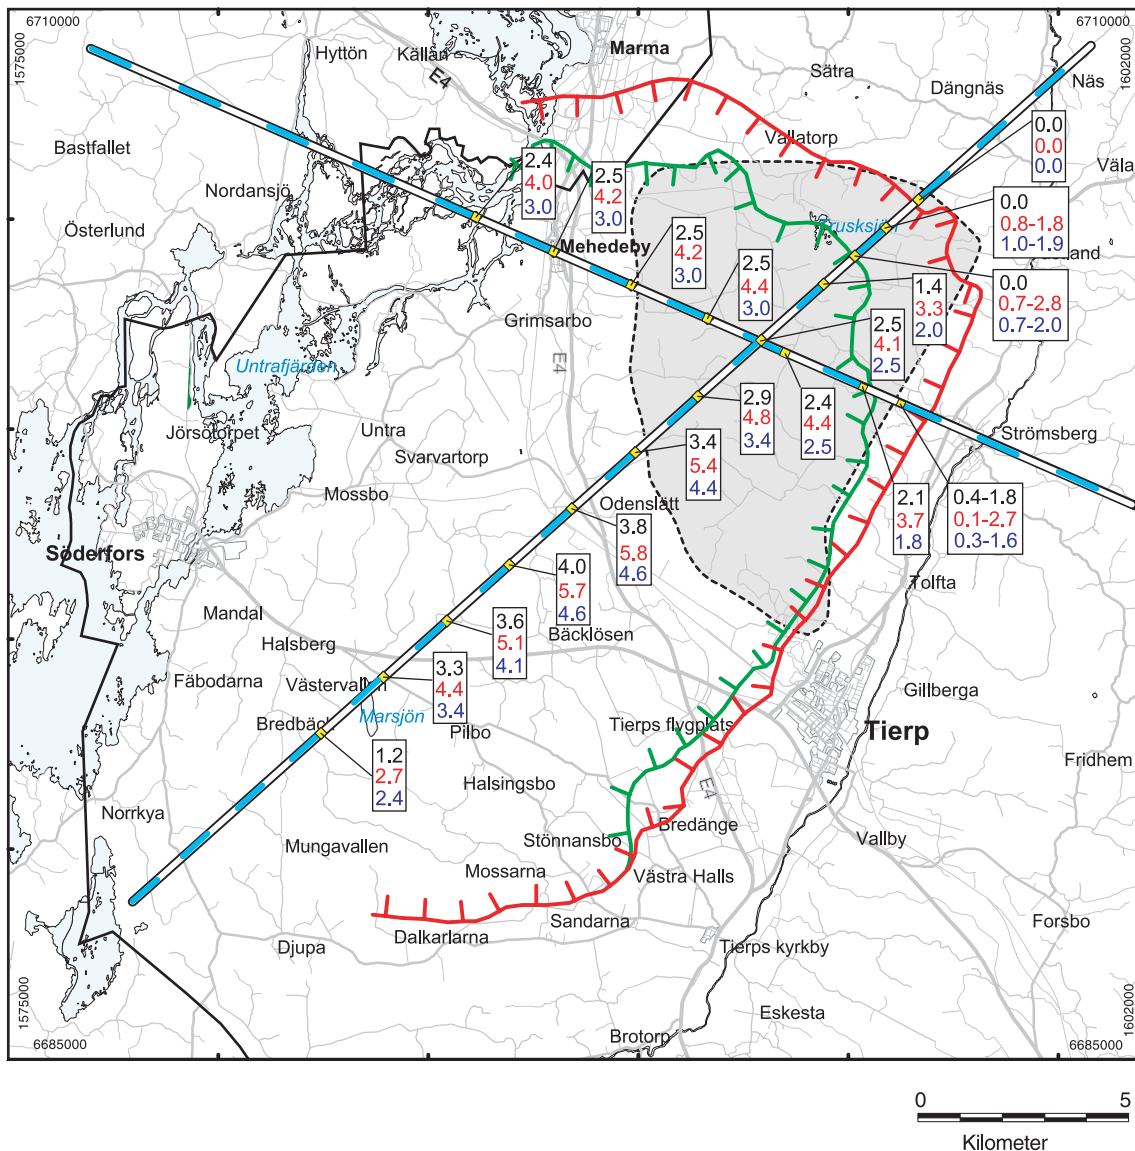 6710000
6710000
1575000
1602000
Hyttön
Källån
Marma
E4
Sätra
Dängnäs
Näs
Bastfallet
Vallatorp
Väla
Nordansjö
Österlund
Mehedeby
2.4
4.0
3.0
2.5
4.2
3.0
0.0
0.0
0.0
0.0
0.8-1.8
1.0-1.9
2.5
4.2
3.0
2.5
4.4
3.0
0.0
0.7-2.8
0.7-2.0
1.4
3.3
2.0
2.5
4.1
2.5
Grimsarbo
E4
Untrafjärden
2.9
4.8
3.4
2.4
4.4
2.5
Jörsötorpet
Untra
Svarvartorp
Strömsberg
3.4
5.4
4.4
Mossbo
Odenslätt
2.1
3.7
1.8
0.4-1.8
0.1-2.7
0.3-1.6
3.8
5.8
4.6
Söderfors
4.0
5.7
4.6
Tolfta
Mandal
Halsberg
3.6
5.1
4.1
Bäcklösen
Fäbodarna
Västervallen
3.3
4.4
3.4
Gillberga
Bredbäck
Marsjön
Pilbo
Tierps flygplats
Tierp
1.2
2.7
2.4
Halsingsbo
E4
Fridhem
Norrkya
Bredänge
Mungavallen
Stönnansbo
Vallby
Mossarna
Västra Halls
Sandarna
Forsbo
Djupa
Dalkarlarna
Tierps kyrkby
Eskesta
Brotorp
1575000
1602000
6685000
6685000
0 5
Kilometer